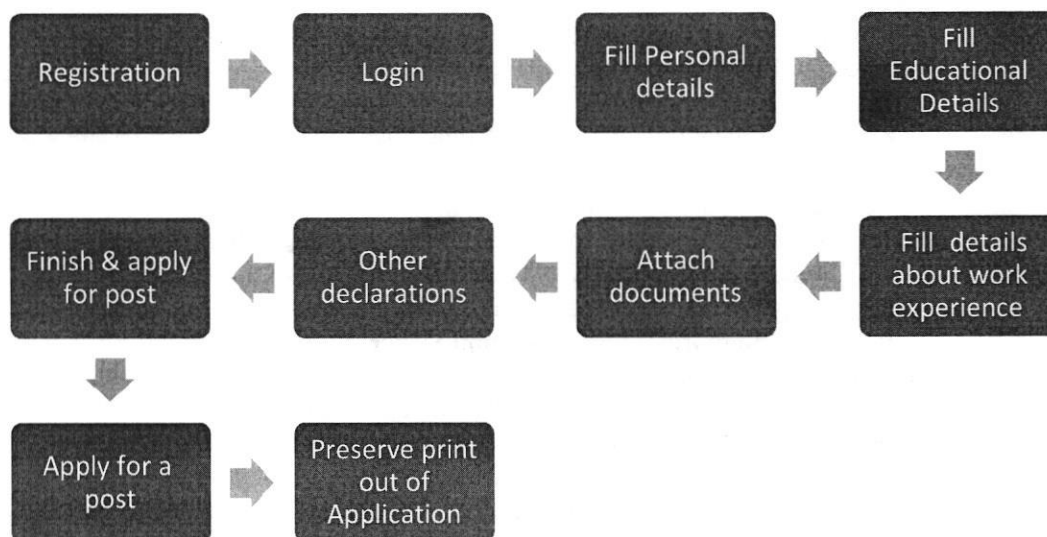 Registration
Login
Fill Personal
details
Fill
Educational
Details
Fill details
about work
experience
Attach
documents
Other
declarations
Finish & apply
for post
Apply for a
post
Preserve print
out of
Application